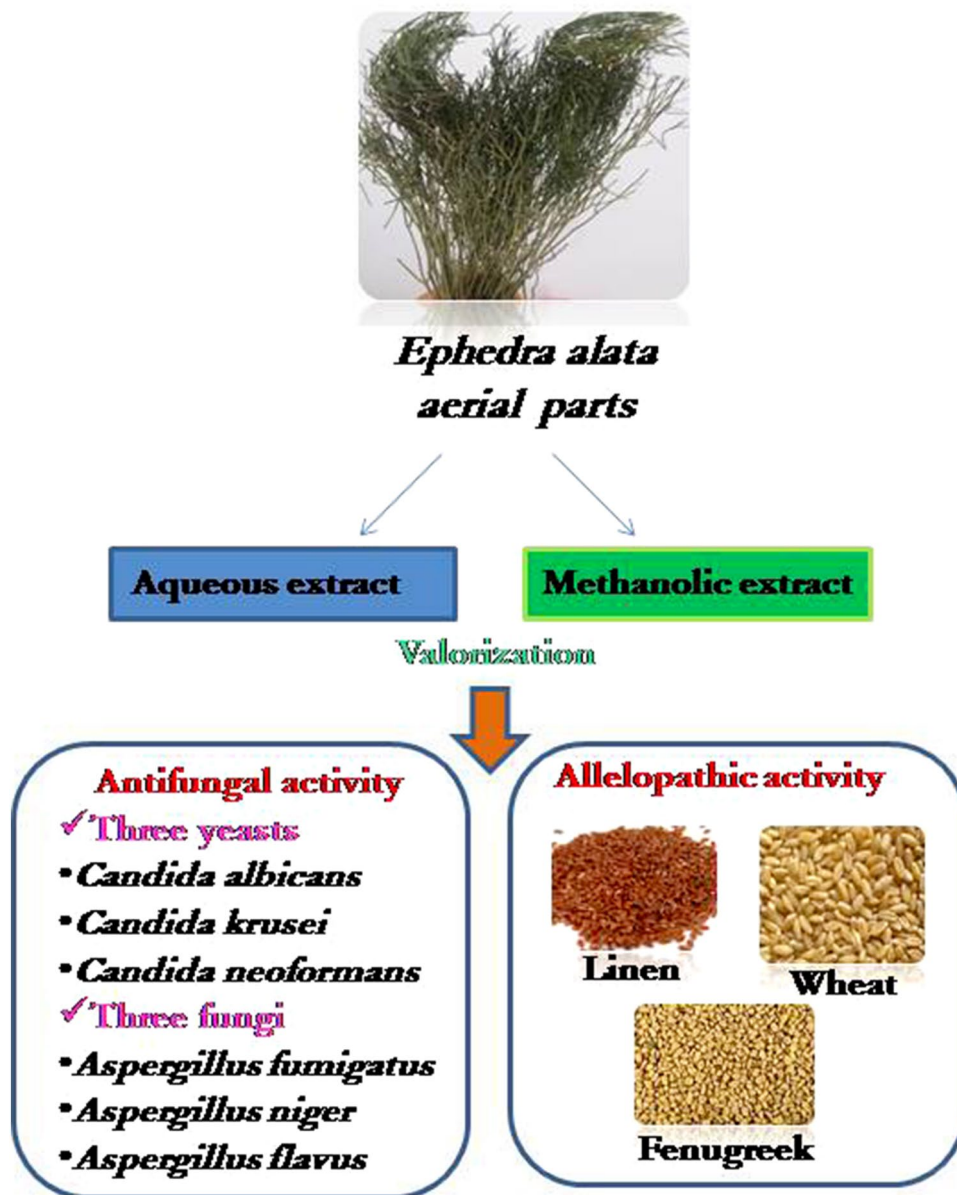 Ephedra alata
aerial parts
Aqueous extract
Methanolic extract
Valorization
Antifungal activity
✓Three yeasts
•Candida albicans
•Candida krusei
•Candida neoformans
✓Three fungi
•Aspergillus fumigatus
•Aspergillus niger
•Aspergillus flavus
Allelopathic activity
Linen
Wheat
Fenugreek